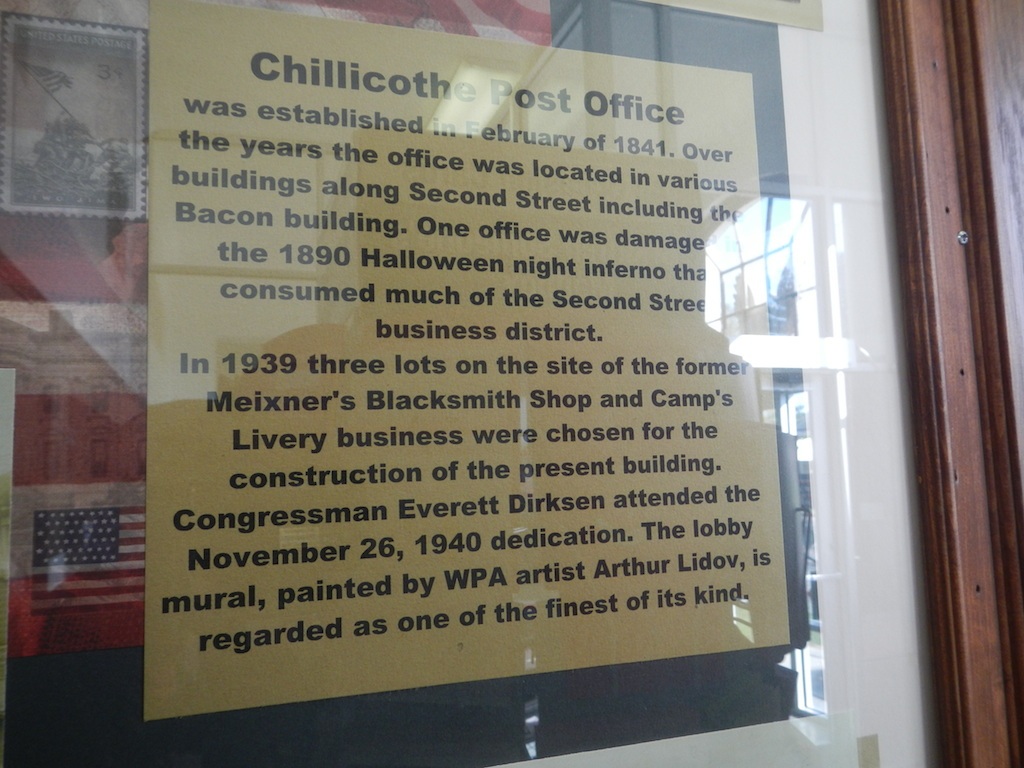 UNITED STATES POSTAGE
3¢
Chillicothe Post Office
was established in February of 1841. Over
the years the office was located in various
buildings along Second Street including the
Bacon building. One office was damage
the 1890 Halloween night inferno tha
consumed much of the Second Stree
business district.
In 1939 three lots on the site of the former
Meixner's Blacksmith Shop and Camp's
Livery business were chosen for the
construction of the present building.
Congressman Everett Dirksen attended the
November 26, 1940 dedication. The lobby
mural, painted by WPA artist Arthur Lidov, is
regarded as one of the finest of its kind.